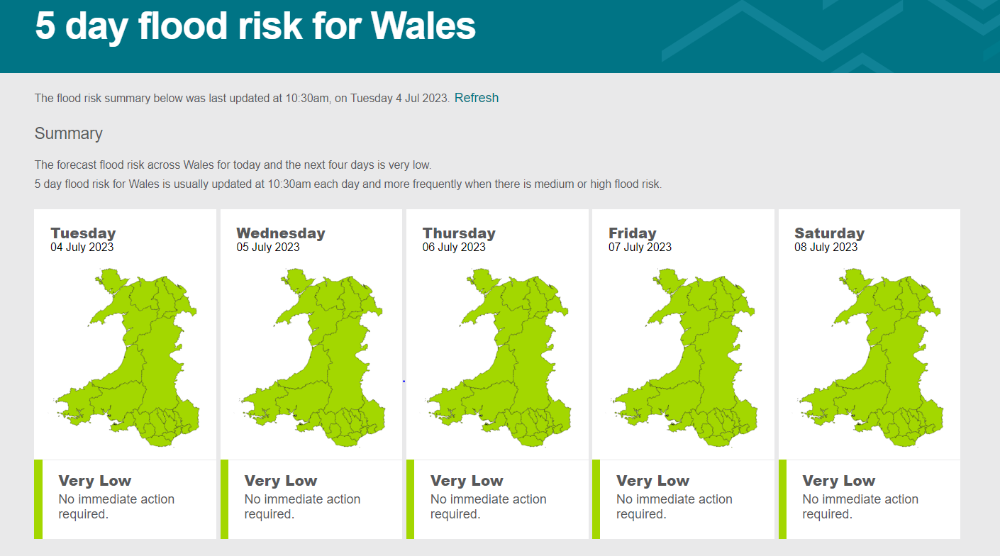 5 day flood risk for Wales
The flood risk summary below was last updated at 10:30am, on Tuesday 4 Jul 2023. Refresh
Summary
The forecast flood risk across Wales for today and the next four days is very low.
5 day flood risk for Wales is usually updated at 10:30am each day and more frequently when there is medium or high flood risk.
Tuesday
04 July 2023
Very Low
No immediate action
required.
Wednesday
05 July 2023
Very Low
No immediate action
required.
Thursday
06 July 2023
Very Low
No immediate action
required.
Friday
07 July 2023
Very Low
No immediate action
required.
Saturday
08 July 2023
Very Low
No immediate action
required.